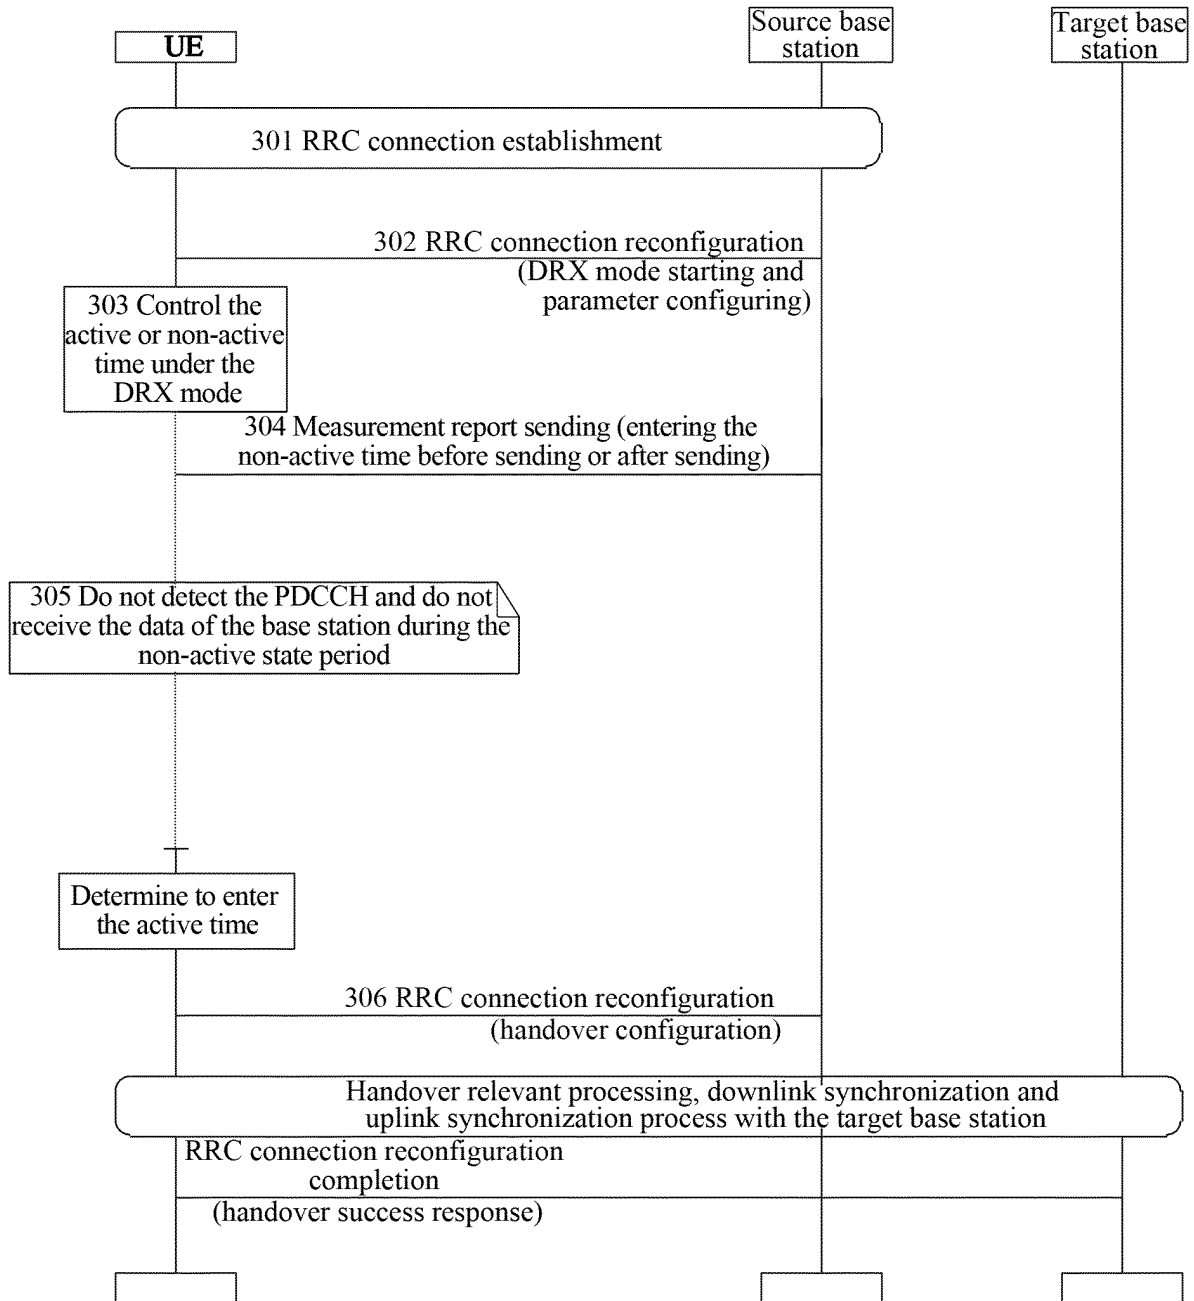 UE
Source base
station
Target base
station
301 RRC connection establishment
302 RRC connection reconfiguration
(DRX mode starting and
parameter configuring)
303 Control the
active or non-active
time under the
DRX mode
304 Measurement report sending (entering the
non-active time before sending or after sending)
305 Do not detect the PDCCH and do not
receive the data of the base station during the
non-active state period
Determine to enter
the active time
306 RRC connection reconfiguration
(handover configuration)
Handover relevant processing, downlink synchronization and
uplink synchronization process with the target base station
RRC connection reconfiguration
completion
(handover success response)